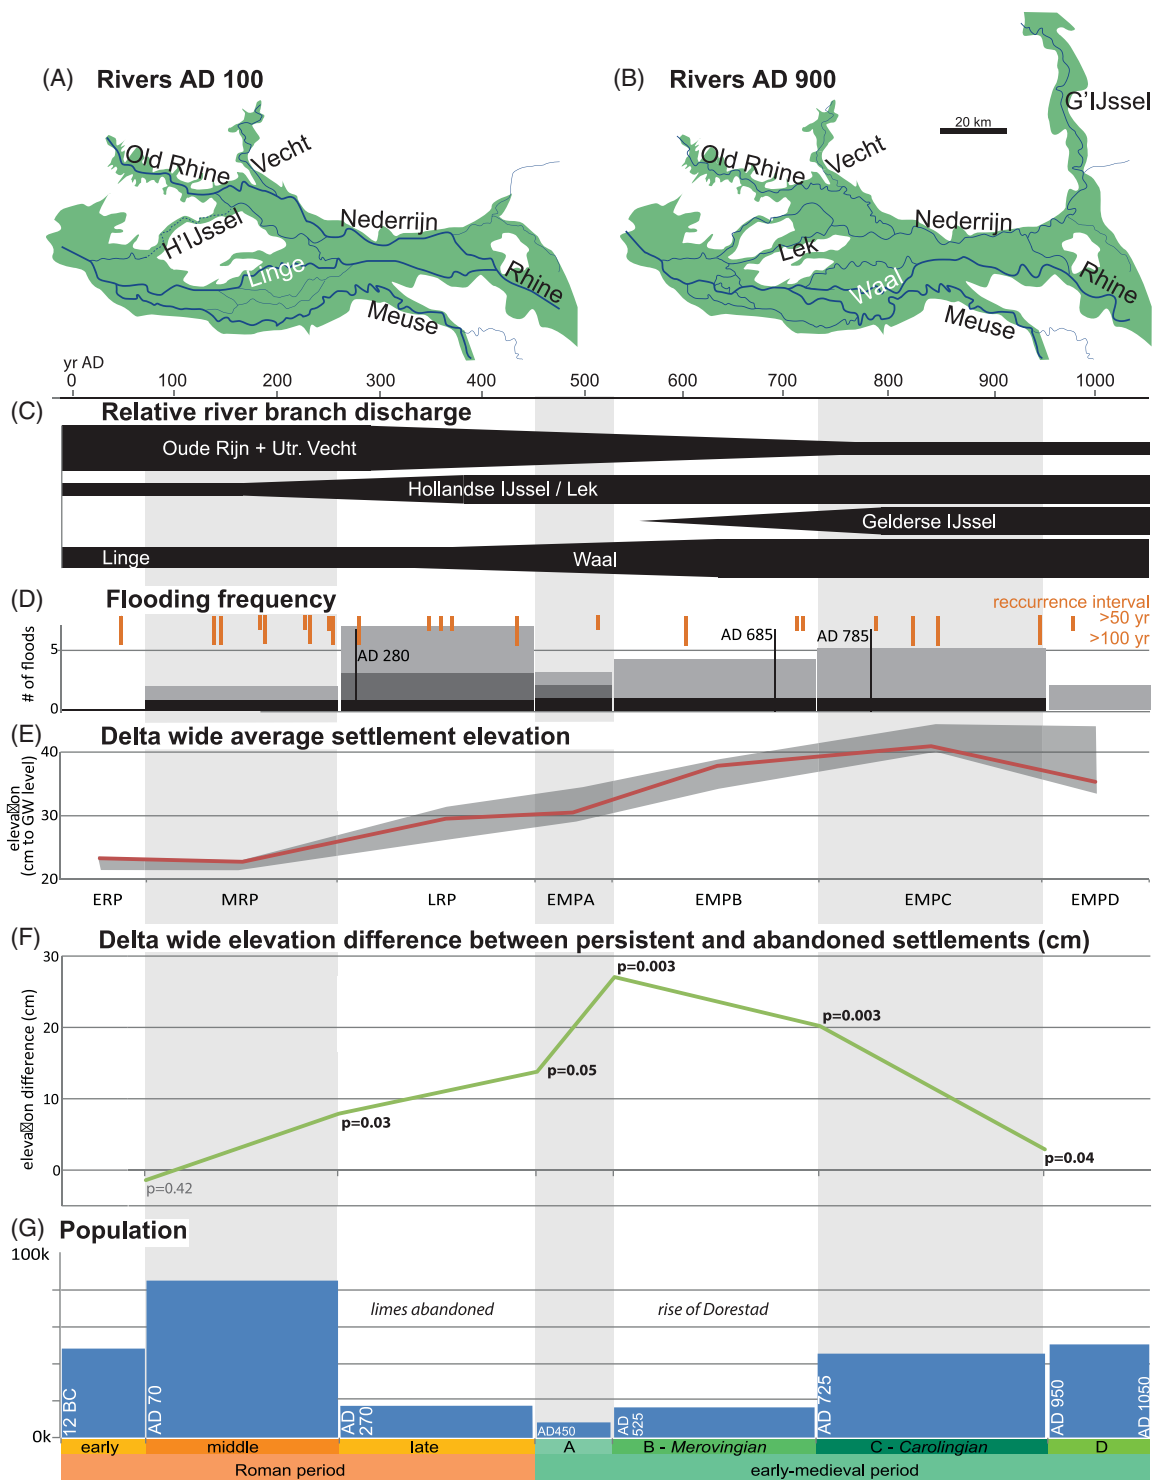 (A) Rivers AD 100
(B) Rivers AD 900
G'IJssel
20 km
Old Rhine
Vecht
H'IJssel
Nederrijn
Linge
Rhine
Meuse
Old Rhine
Vecht
Nederrijn
Lek
Waal
Rhine
Meuse
yr AD
0 100 200 300 400 500 600 700 800 900 1000
(C) Relative river branch discharge
Oude Rijn + Utr. Vecht
Hollandse IJssel / Lek
Gelderse IJssel
Linge
Waal
(D) Flooding frequency
reccurrence interval
>50 yr
>100 yr
# of floods
5
0
AD 280
AD 685
AD 785
(E) Delta wide average settlement elevation
eleva☒on
(cm to GW level)
40
30
20
ERP MRP LRP EMPA EMPB EMPC EMPD
(F) Delta wide elevation difference between persistent and abandoned settlements (cm)
eleva☒on difference (cm)
30
20
10
0
p=0.42
p=0.03
p=0.05
p=0.003
p=0.003
p=0.04
(G) Population
100k
0k
limes abandoned
rise of Dorestad
12 BC
AD 70
AD
270
AD450
AD
525
AD 725
AD 950
AD 1050
early middle late A B - Merovingian C - Carolingian D
Roman period early-medieval period